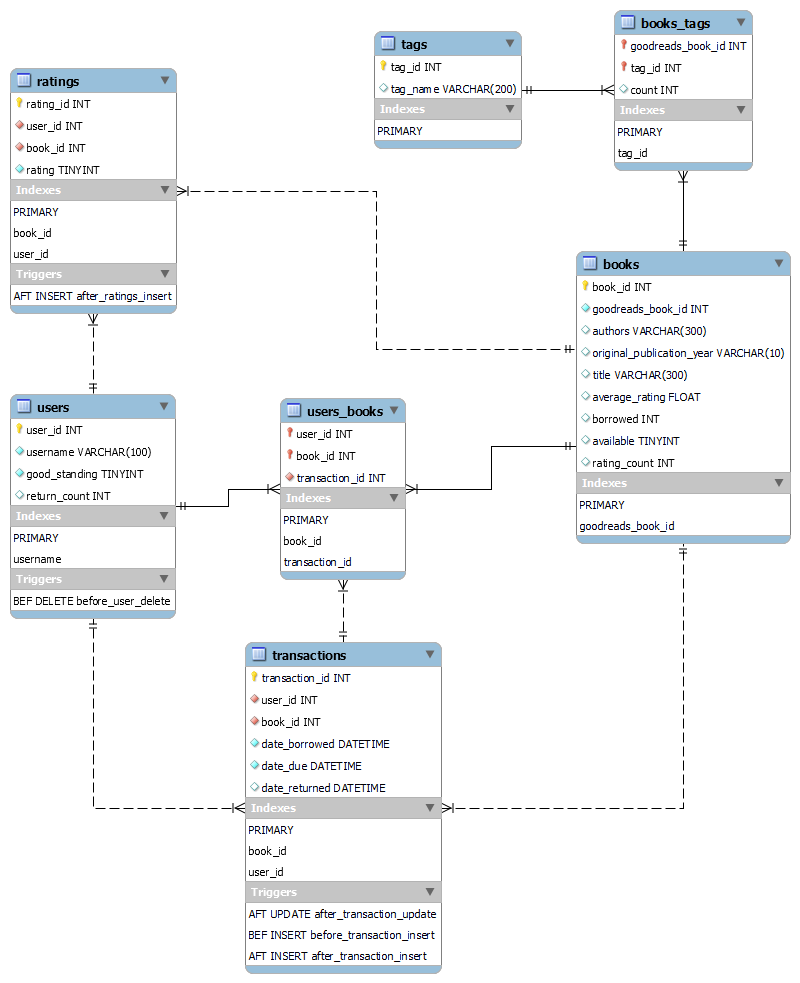 tags
tag_id INT
tag_name VARCHAR(200)
Indexes
PRIMARY
books_tags
goodreads_book_id INT
tag_id INT
count INT
Indexes
PRIMARY
tag_id
ratings
rating_id INT
user_id INT
book_id INT
rating TINYINT
Indexes
PRIMARY
book_id
user_id
Triggers
AFT INSERT after_ratings_insert
books
book_id INT
goodreads_book_id INT
authors VARCHAR(300)
original_publication_year VARCHAR(10)
title VARCHAR(300)
average_rating FLOAT
borrowed INT
available TINYINT
rating_count INT
Indexes
PRIMARY
goodreads_book_id
users
user_id INT
username VARCHAR(100)
good_standing TINYINT
return_count INT
Indexes
PRIMARY
username
Triggers
BEF DELETE before_user_delete
users_books
user_id INT
book_id INT
transaction_id INT
Indexes
PRIMARY
book_id
transaction_id
transactions
transaction_id INT
user_id INT
book_id INT
date_borrowed DATETIME
date_due DATETIME
date_returned DATETIME
Indexes
PRIMARY
book_id
user_id
Triggers
AFT UPDATE after_transaction_update
BEF INSERT before_transaction_insert
AFT INSERT after_transaction_insert